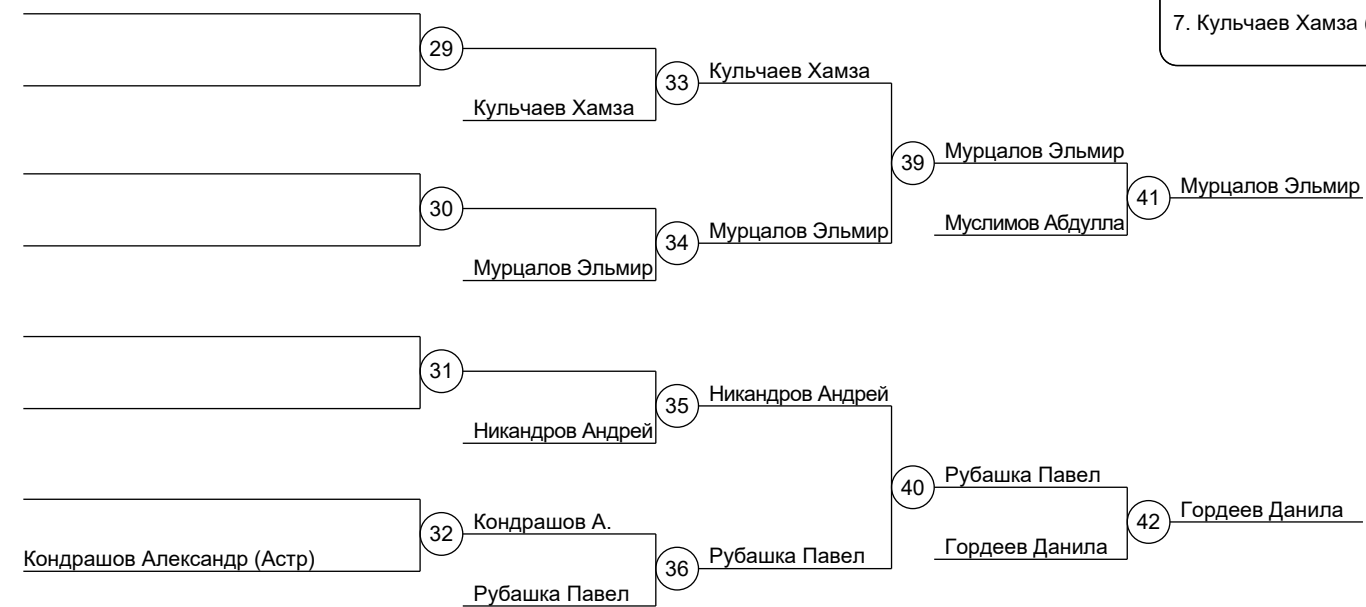 7. Кульчаев Хамза
29
33
Кульчаев Хамза
Кульчаев Хамза
39
Мурцалов Эльмир
41
Мурцалов Эльмир
30
34
Мурцалов Эльмир
Муслимов Абдулла
Мурцалов Эльмир
31
35
Никандров Андрей
Никандров Андрей
40
Рубашка Павел
42
Гордеев Данила
32
Кондрашов А.
Кондрашов Александр (Астр)
36
Рубашка Павел
Гордеев Данила
Рубашка Павел